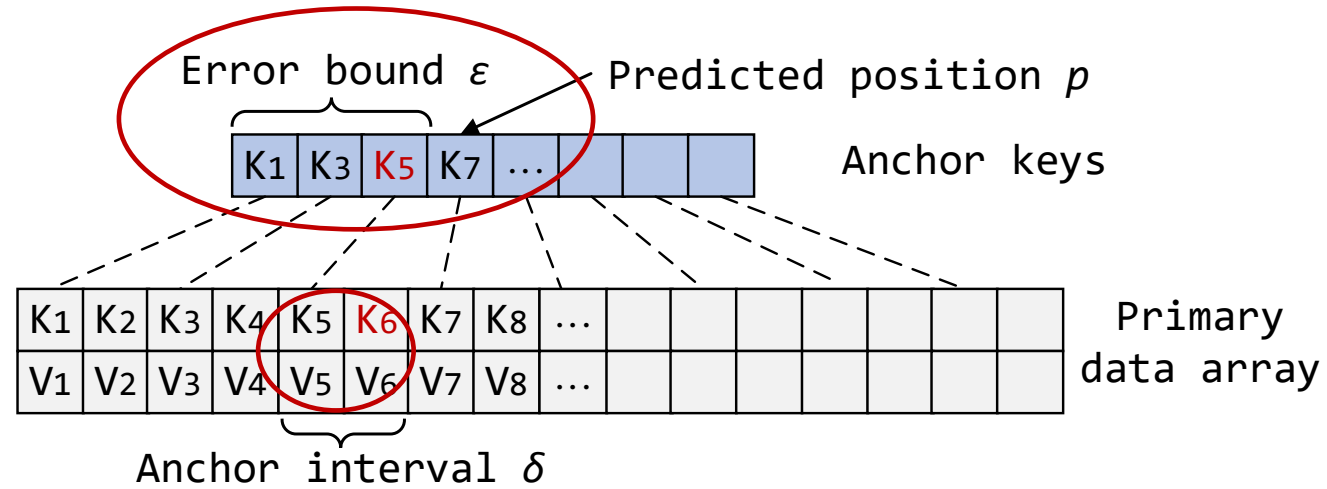 Error bound ε
Predicted position p
K1 K3 K5 K7 ...
Anchor keys
K1 K2 K3 K4 K5 K6 K7 K8 ...
V1 V2 V3 V4 V5 V6 V7 V8 ...
Primary
data array
Anchor interval δ